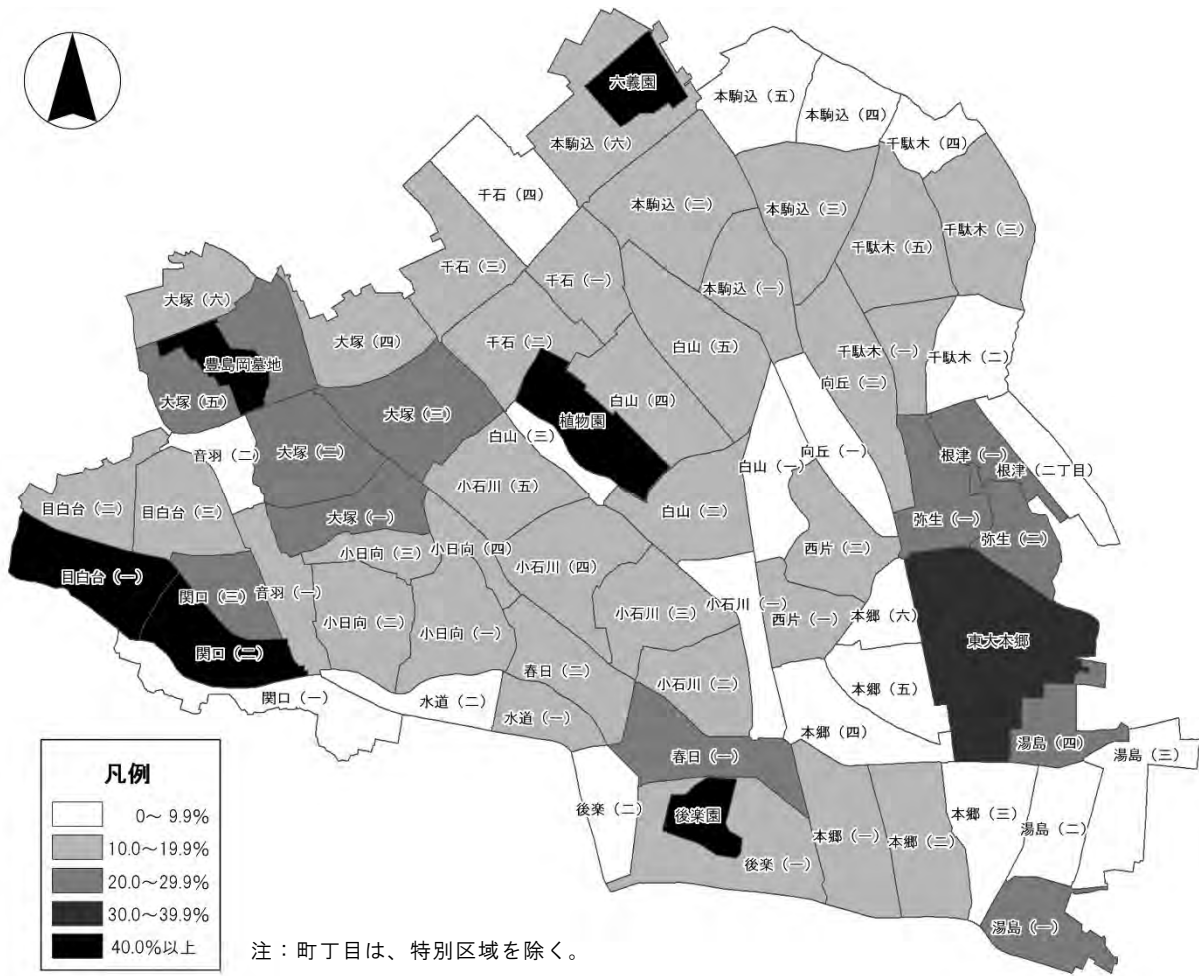 六義園
本駒込（五）
本駒込（四）
千駄木（四）
本駒込（六）
千石（四）
本駒込（二）
本駒込（三）
千駄木（五）
千駄木（三）
千石（三）
千石（一）
本駒込（一）
大塚（六）
大塚（四）
千石（二）
白山（五）
千駄木（一）
千駄木（二）
豊島岡墓地
向丘（二）
大塚（五）
大塚（三）
植物園
白山（四）
白山（三）
音羽（二）
大塚（二）
向丘（一）
根津（一）
根津（二丁目）
白山（一）
目白台（二）
目白台（三）
小石川（五）
白山（二）
大塚（一）
弥生（一）
弥生（二）
西片（二）
小日向（三）
小日向（四）
小石川（四）
目白台（一）
関口（三）
音羽（一）
小石川（三）
小石川（一）
西片（一）
本郷（六）
東大本郷
小日向（二）
小日向（一）
関口（二）
春日（二）
小石川（二）
本郷（五）
関口（一）
水道（二）
水道（一）
本郷（四）
湯島（四）
湯島（三）
春日（一）
後楽（二）
後楽園
本郷（三）
湯島（二）
本郷（一）
本郷（二）
後楽（一）
湯島（一）
凡例
0～ 9.9%
10.0～19.9%
20.0～29.9%
30.0～39.9%
40.0%以上
注：町丁目は、特別区域を除く。